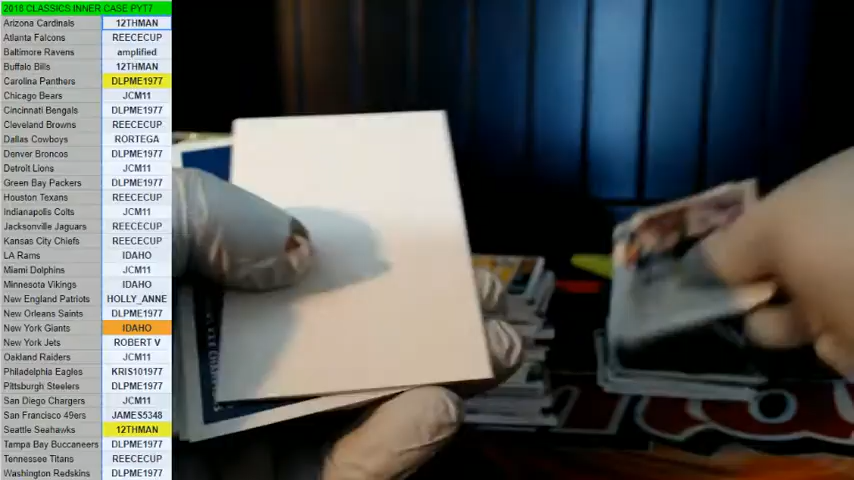 2018 CLASSICS INNER CASE PYT7
Arizona Cardinals 12THMAN
Atlanta Falcons REECECUP
Baltimore Ravens amplified
Buffalo Bills 12THMAN
Carolina Panthers DLPME1977
Chicago Bears JCM11
Cincinnati Bengals DLPME1977
Cleveland Browns REECECUP
Dallas Cowboys RORTEGA
Denver Broncos DLPME1977
Detroit Lions JCM11
Green Bay Packers DLPME1977
Houston Texans REECECUP
Indianapolis Colts JCM11
Jacksonville Jaguars REECECUP
Kansas City Chiefs REECECUP
LA Rams IDAHO
Miami Dolphins JCM11
Minnesota Vikings IDAHO
New England Patriots HOLLY_ANNE
New Orleans Saints DLPME1977
New York Giants IDAHO
New York Jets ROBERT V
Oakland Raiders JCM11
Philadelphia Eagles KRIS101977
Pittsburgh Steelers DLPME1977
San Diego Chargers JCM11
San Francisco 49ers JAMES5348
Seattle Seahawks 12THMAN
Tampa Bay Buccaneers DLPME1977
Tennessee Titans REECECUP
Washington Redskins DLPME1977